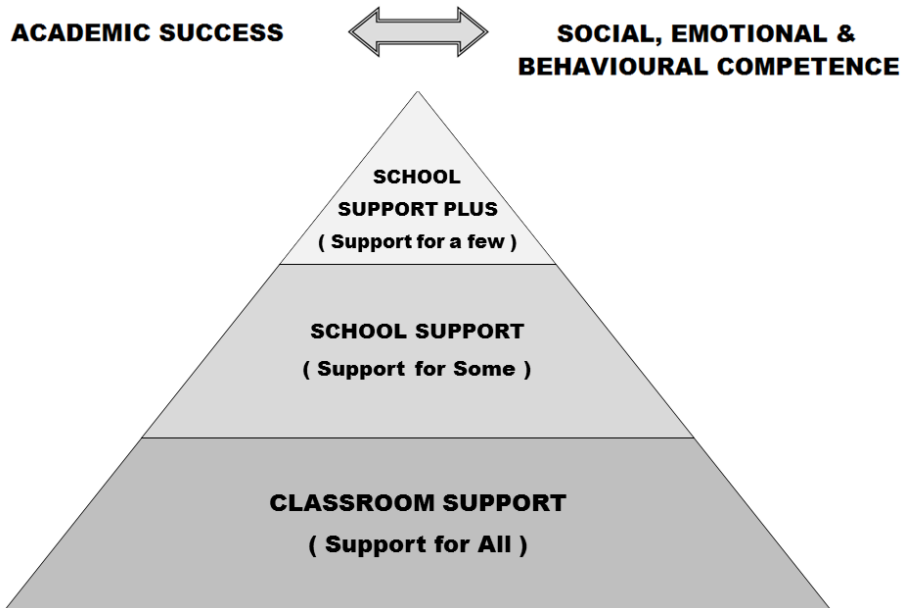 ACADEMIC SUCCESS
SOCIAL, EMOTIONAL &
BEHAVIOURAL COMPETENCE
SCHOOL
SUPPORT PLUS
( Support for a few )
SCHOOL SUPPORT
( Support for Some )
CLASSROOM SUPPORT
( Support for All )